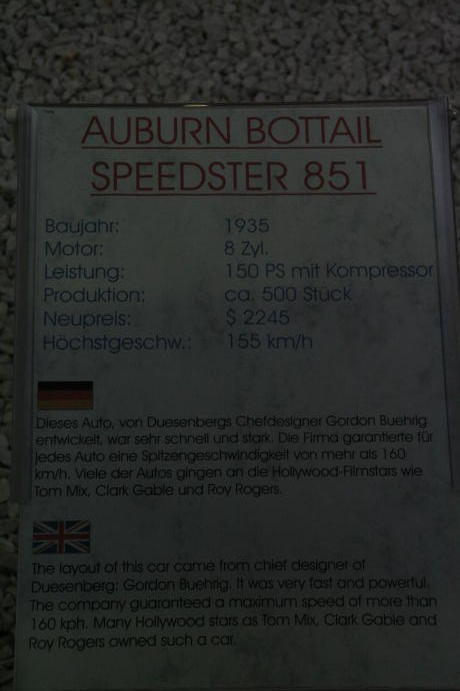 AUBURN BOTTAIL
SPEEDSTER 851
Baujahr: 1935
Motor: 8 Zyl.
Leistung: 150 PS mit Kompressor
Produktion: ca. 500 Stück
Neupreis: $ 2245
Höchstgeschw.: 155 km/h
Dieses Auto, von Duesenbergs Chefdesigner Gordon Buehrig
entwickelt, war sehr schnell und stark. Die Firma garantierte für
jedes Auto eine Spitzengeschwindigkeit von mehr als 160
km/h. Viele der Autos gingen an die Hollywood-Filmstars wie
Tom Mix, Clark Gable und Roy Rogers.
The layout of this car came from chief designer of
Duesenberg: Gordon Buehrig. It was very fast and powerful.
The company guaranteed a maximum speed of more than
160 kph. Many Hollywood stars as Tom Mix, Clark Gable and
Roy Rogers owned such a car.